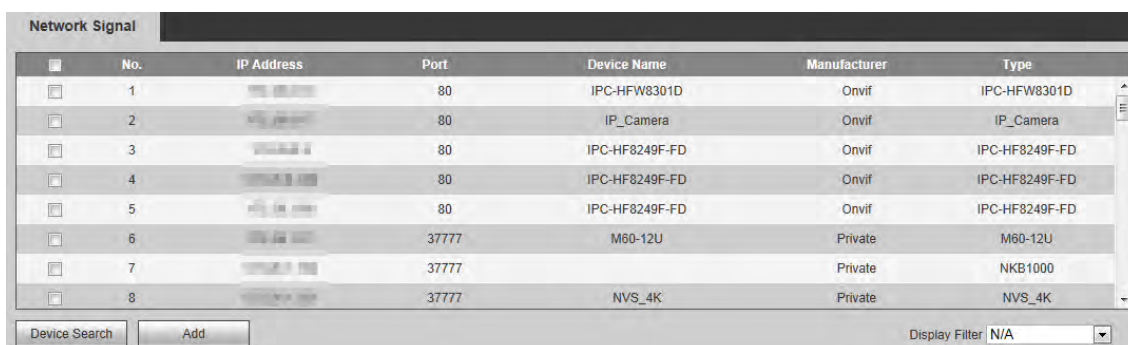 Network Signal
No. IP Address Port Device Name Manufacturer Type
1 80 IPC-HFW8301D Onvif IPC-HFW8301D
2 80 IP_Camera Onvif IP_Camera
3 80 IPC-HF8249F-FD Onvif IPC-HF8249F-FD
4 80 IPC-HF8249F-FD Onvif IPC-HF8249F-FD
5 80 IPC-HF8249F-FD Onvif IPC-HF8249F-FD
6 37777 M60-12U Private M60-12U
7 37777 Private NKB1000
8 37777 NVS_4K Private NVS_4K
Device Search Add Display Filter N/A